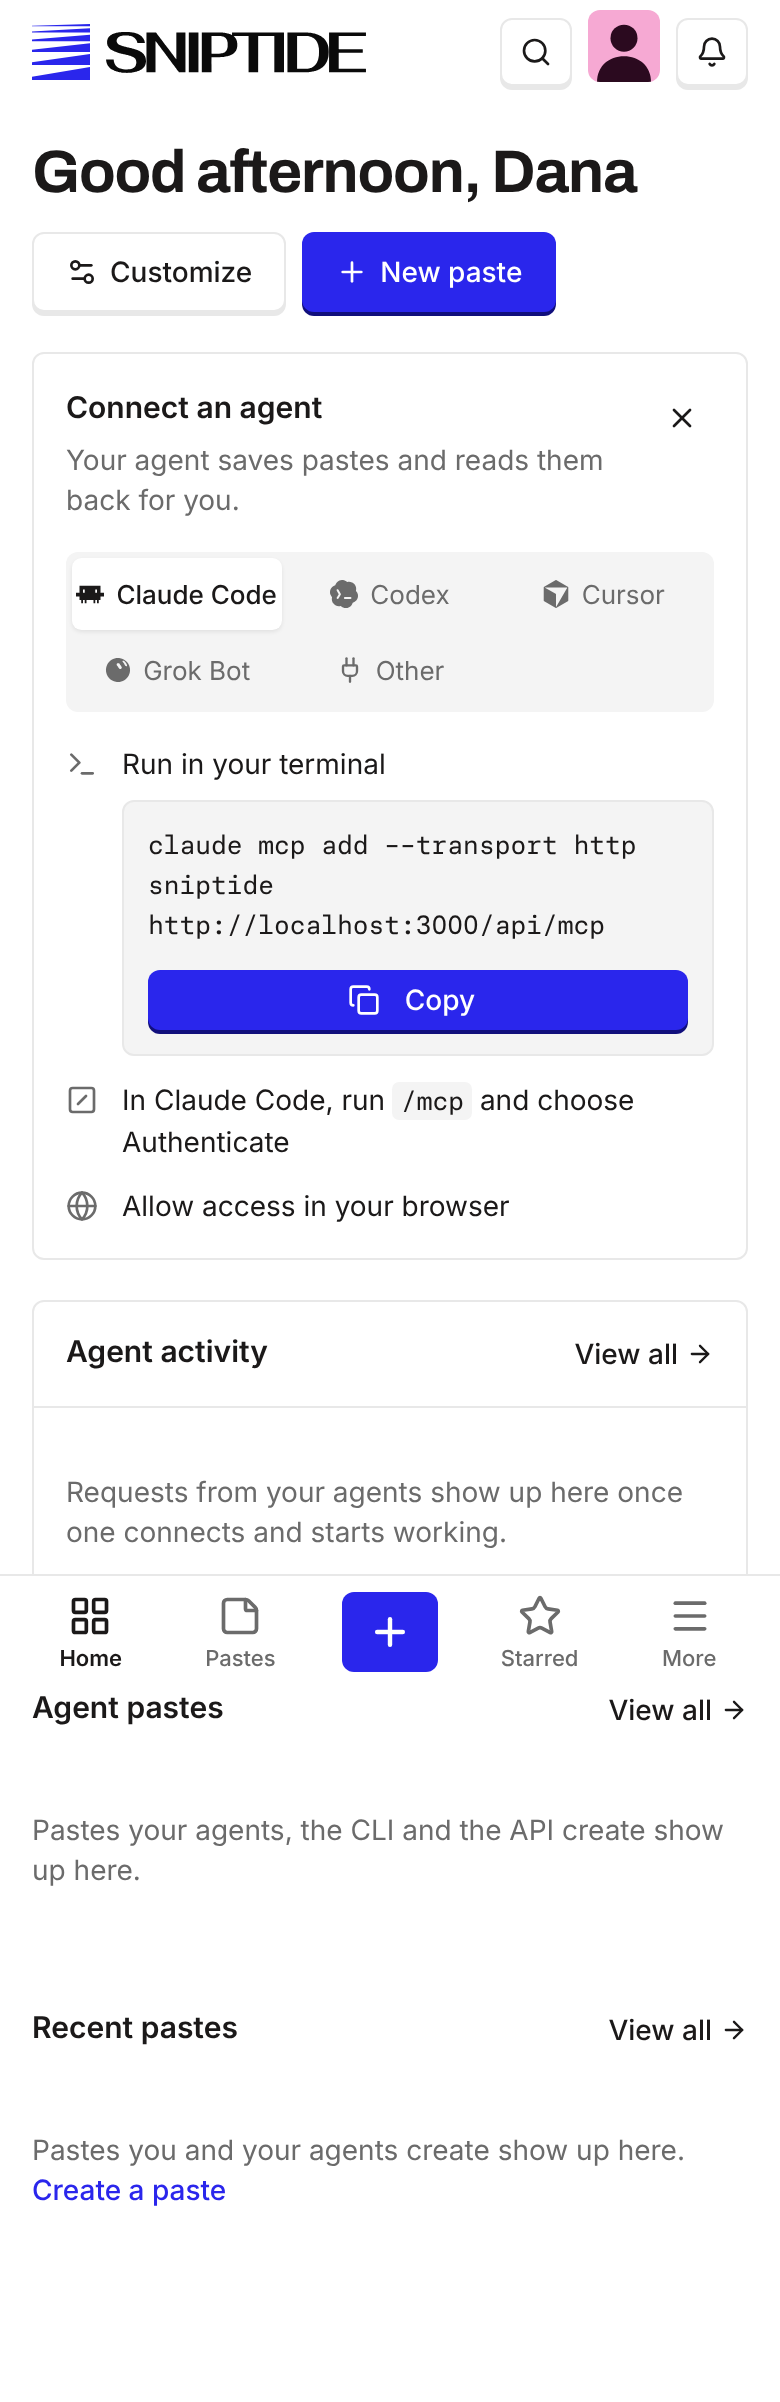 SNIPTIDE
Good afternoon, Dana
Customize
New paste
Connect an agent
Your agent saves pastes and reads them
back for you.
Claude Code
Codex
Cursor
Grok Bot
Other
Run in your terminal
claude mcp add --transport http
sniptide
http://localhost:3000/api/mcp
Copy
In Claude Code, run /mcp and choose
Authenticate
Allow access in your browser
Agent activity
View all
Requests from your agents show up here once
one connects and starts working.
Home
Pastes
Starred
More
Agent pastes
View all
Pastes your agents, the CLI and the API create show
up here.
Recent pastes
View all
Pastes you and your agents create show up here.
Create a paste